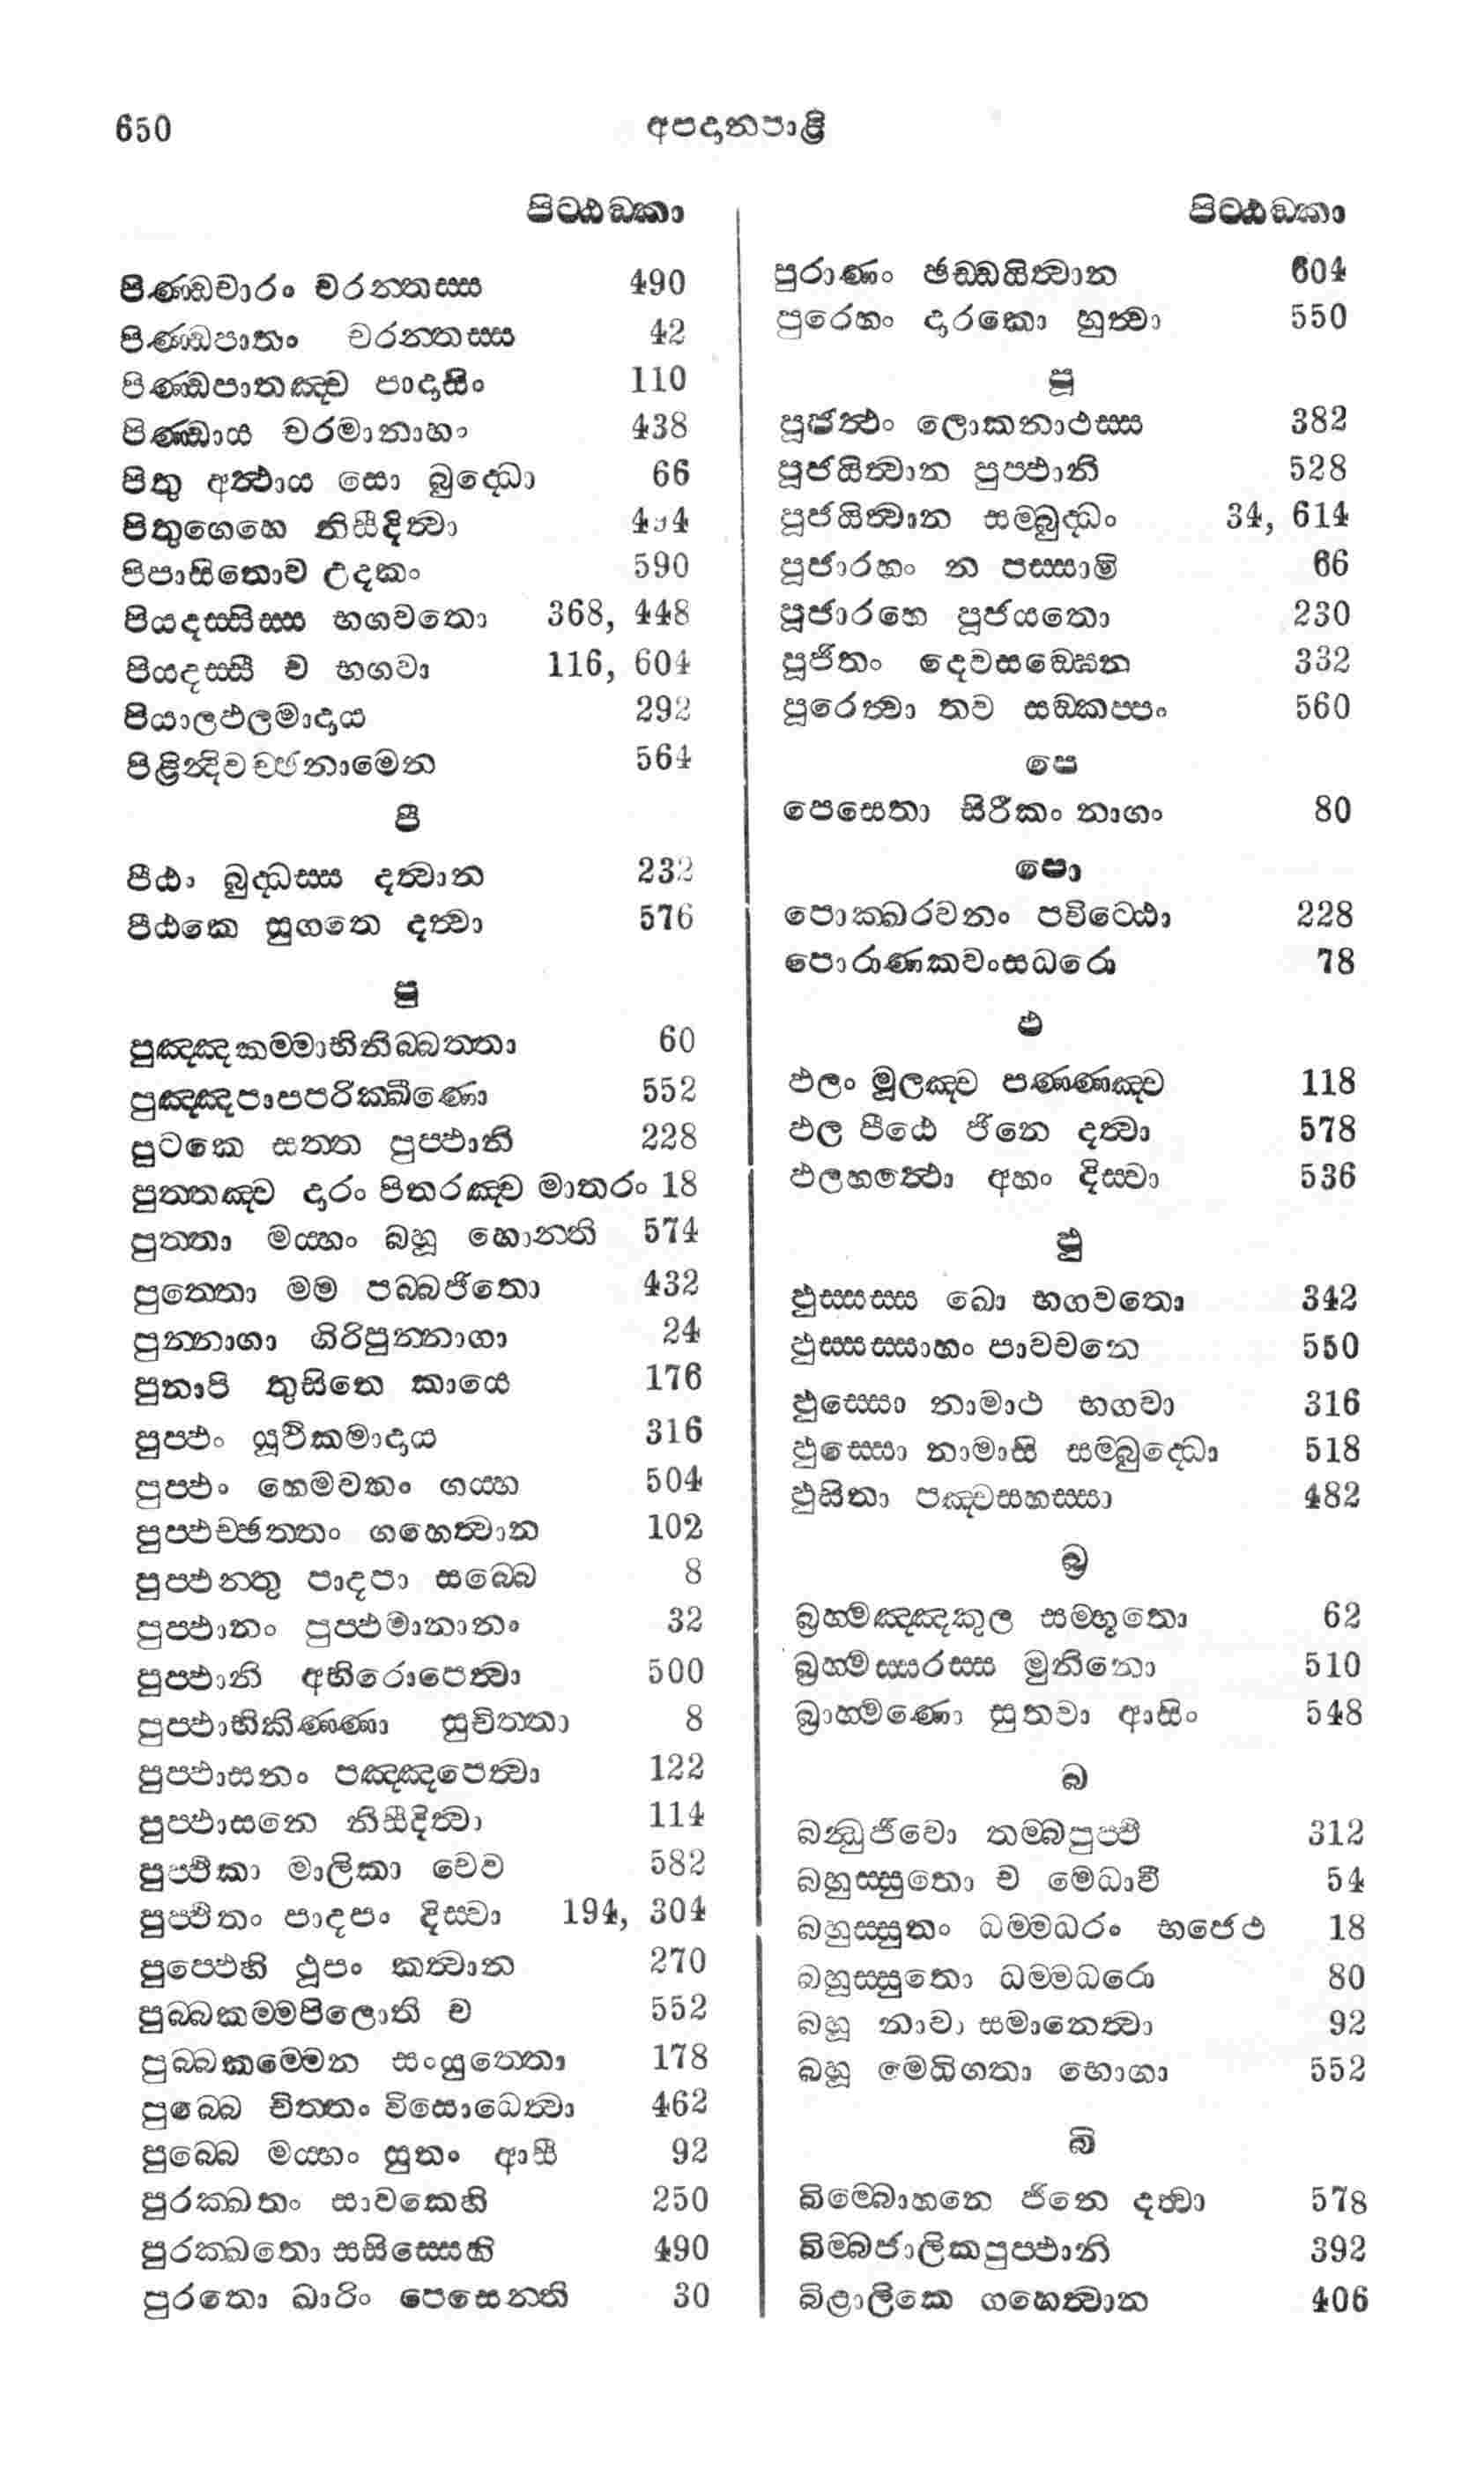 650
අපදානපාළි
පිට්ඨඞ්කා
පිණ්ඩචාරං චරන්තස්ස 490
පිණ්ඩපාතං චරන්තස්ස 42
පිණ්ඩපාතඤ්ච පාදාසිං 110
පිණ්ඩාය චරමානාහං 438
පිතු අත්ථාය සො බුද්ධො 66
පිතුගෙහෙ නිසීදිත්වා
පිපාසිතොව උදකං 590
පියදස්සිස්ස භගවතො 368, 448
පියදස්සී ච භගවා 116, 604
පියාලඵලමාදාය 292
පිළින්දිවච්ඡනාමෙන 564
පී
පීඨං බුද්ධස්ස දත්වාන 232
පීඨකෙ සුගතෙ දත්වා 576
පු
පුඤ්ඤකම්මාභිනිබ්බත්තා 60
පුඤ්ඤපාපපරික්ඛීණො 552
පුටකෙ සත්ත පුප්ඵානි 228
පුත්තඤ්ච දාරං පිතරඤ්ච මාතරං 18
පුත්තා මය්හං බහූ හොන්ති 574
පුත්තො මම පබ්බජිතො 432
පුන්නාගා ගිරිපුන්නාගා 24
පුනාපි තුසිතෙ කායෙ 176
පුප්ඵං යූථිකමාදාය 316
පුප්ඵං හෙමවතං ගය්හ 504
පුප්ඵච්ඡත්තං ගහෙත්වාන 102
පුප්ඵන්තු පාදපා සබ්බෙ 8
පුප්ඵානං පුප්ඵමානානං 32
පුප්ඵානි අභිරොපෙත්වා 500
පුප්ඵාභිකිණ්ණා සුචිත්තා 8
පුප්ඵාසනං පඤ්ඤපෙත්වා 122
පුප්ඵාසනෙ නිසීදිත්වා 114
පුප්ඵිකා මාලිකා චෙව 582
පුප්ඵිතං පාදපං දිස්වා 194, 304
පුප්ඵෙහි ථූපං කත්වාන 270
පුබ්බකම්මපිලොති ච 552
පුබ්බකම්මෙන සංයුත්තො 178
පුබ්බෙ චිත්තං විසොධෙත්වා 462
පුබ්බෙ මය්හං සුතං ආසී 92
පුරක්ඛතං සාවකෙහි 250
පුරක්ඛතො සසිස්සෙහි 490
පුරතො ඛාරිං පෙසෙන්ති 30
පිට්ඨඞ්කා
පුරාණං ඡඩ්ඩයිත්වාන 604
පුරෙහං දාරකො හුත්වා 550
පූ
පූජත්ථං ලොකනාථස්ස 382
පූජයිත්වාන පුප්ඵානි 528
පූජයිත්වාන සම්බුද්ධං 34, 614
පූජාරහං න පස්සාමි 66
පූජාරහෙ පූජයතො 230
පූජිතං දෙවසඞ්ඝෙන 332
පූරෙත්වා තව සඞ්කප්පං 560
පෙ
පෙසෙතා සිරීකං නාගං 80
පො
පොක්ඛරවනං පවිට්ඨො 228
පොරාණකවංසධරො 78
ඵ
ඵලං මූලඤ්ච පණ්ණඤ්ච 118
ඵල පීඨෙ ජිනෙ දත්වා 578
ඵලහත්ථො අහං දිස්වා 536
ඵු
ඵුස්සස්ස ඛො භගවතො 342
ඵුස්සස්සාහං පාවචනෙ 550
ඵුස්සො නාමාථ භගවා 316
ඵුස්සො නාමාසි සම්බුද්ධො 518
ඵුසිතා පඤ්චසහස්සා 482
බ්‍ර
බ්‍රහ්මඤ්ඤකුල සම්භූතො 62
බ්‍රහ්මස්සරස්ස මුනිනො 510
බ්‍රාහ්මණො සුතවා ආසිං 548
බ
බන්ධුජීවො තම්බපුප්ඵී 312
බහුස්සුතො ච මෙධාවී 54
බහුස්සුතං ධම්මධරං භජෙථ 18
බහුස්සුතො ධම්මධරො 80
බහූ නාවා සමානෙත්වා 92
බහූ මෙඛිගතා භොගා 552
බි
බිම්බොහනෙ ජිනෙ දත්වා 578
බිම්බජාලිකපුප්ඵානි 392
බිළාලිකෙ ගහෙත්වාන 406